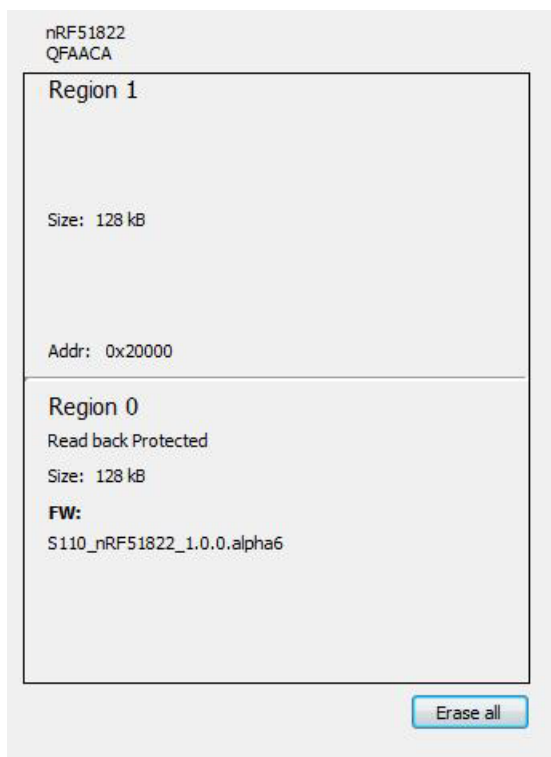 nRF51822
QFAACA
Region 1
Size: 128 kB
Addr: 0x20000
Region 0
Read back Protected
Size: 128 kB
FW:
S110_nRF51822_1.0.0.alpha6
Erase all